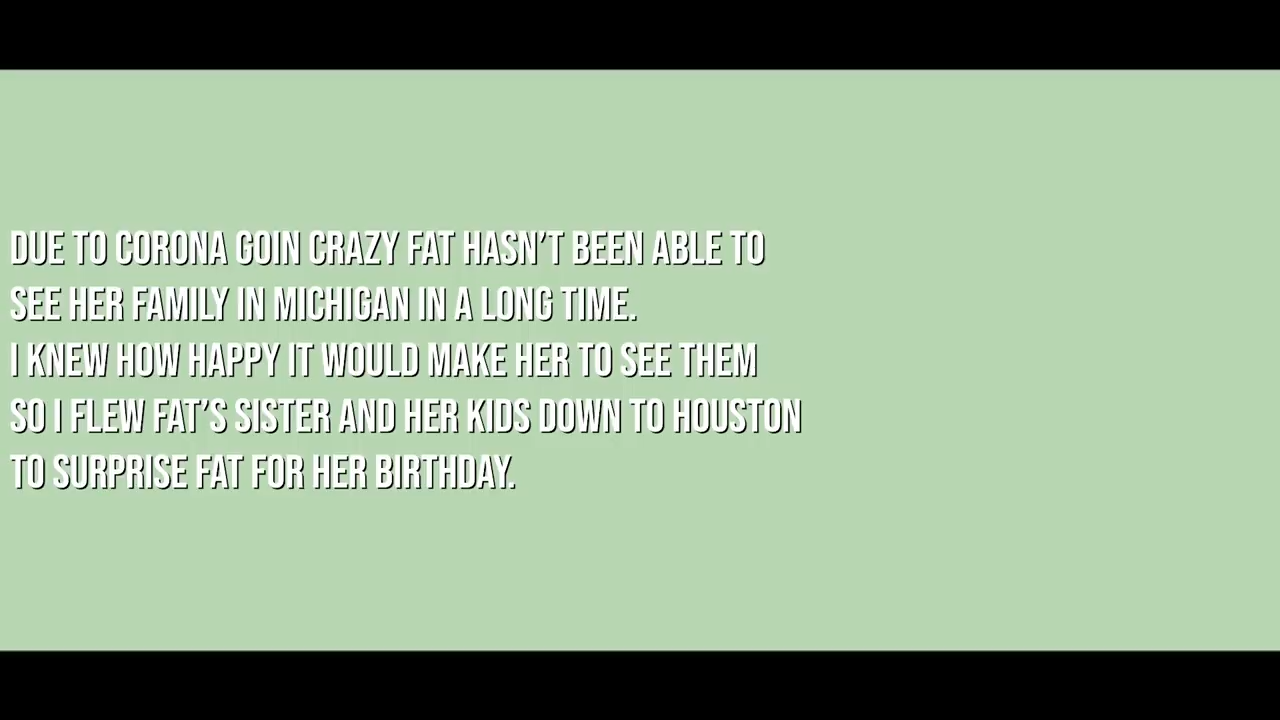 DUE TO CORONA GOIN CRAZY FAT HASN'T BEEN ABLE TO
SEE HER FAMILY IN MICHIGAN IN A LONG TIME.
I KNEW HOW HAPPY IT WOULD MAKE HER TO SEE THEM
SO I FLEW FAT'S SISTER AND HER KIDS DOWN TO HOUSTON
TO SURPRISE FAT FOR HER BIRTHDAY.